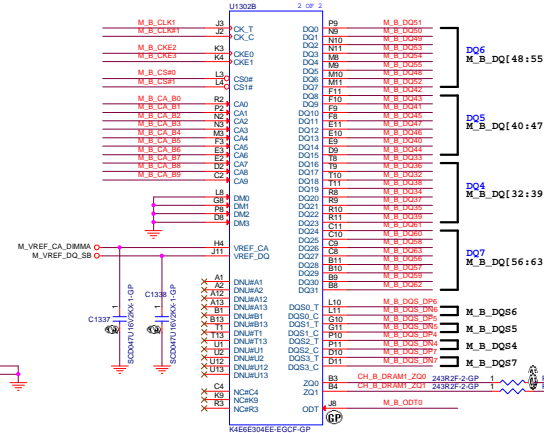 U1302B
2 OF 2
M_B_CLK1 J3 CK_T
M_B_CLK#1 J2 CK_C
M_B_CKE2 K3 CKE0
M_B_CKE3 K4 CKE1
M_B_CS#0 L3 CS0#
M_B_CS#1 L4 CS1#
M_B_CA_B0 R2 CA0
M_B_CA_B1 P2 CA1
M_B_CA_B2 N2 CA2
M_B_CA_B3 N3 CA3
M_B_CA_B4 M3 CA4
M_B_CA_B5 F3 CA5
M_B_CA_B6 E3 CA6
M_B_CA_B7 E2 CA7
M_B_CA_B8 D2 CA8
M_B_CA_B9 C2 CA9
L8 DM0
G8 DM1
P8 DM2
D8 DM3
M_VREF_CA_DIMMA H4 VREF_CA
M_VREF_DQ_SB J11 VREF_DQ
A1 DNU#A1
A2 DNU#A2
A12 DNU#A12
A13 DNU#A13
B1 DNU#B1
B13 DNU#B13
T1 DNU#T1
T13 DNU#T13
U1 DNU#U1
U2 DNU#U2
U12 DNU#U12
U13 DNU#U13
C4 NC#C4
K9 NC#K9
R3 NC#R3
C1337 1
SCD047U16V2KX-1-GP
C1338 1
SCD047U16V2KX-1-GP
DQ0 P9 M_B_DQ51
DQ1 N9 M_B_DQ50
DQ2 N10 M_B_DQ49
DQ3 N11 M_B_DQ53
DQ4 M8 M_B_DQ54
DQ5 M9 M_B_DQ55
DQ6 M10 M_B_DQ48
DQ7 M11 M_B_DQ52
DQ8 F11 M_B_DQ42
DQ9 F10 M_B_DQ43
DQ10 F9 M_B_DQ41
DQ11 F8 M_B_DQ45
DQ12 E11 M_B_DQ47
DQ13 E10 M_B_DQ46
DQ14 E9 M_B_DQ40
DQ15 D9 M_B_DQ44
DQ16 T8 M_B_DQ33
DQ17 T9 M_B_DQ36
DQ18 T10 M_B_DQ32
DQ19 T11 M_B_DQ38
DQ20 R8 M_B_DQ34
DQ21 R9 M_B_DQ37
DQ22 R10 M_B_DQ35
DQ23 R11 M_B_DQ39
DQ24 C11 M_B_DQ61
DQ25 C10 M_B_DQ60
DQ26 C9 M_B_DQ58
DQ27 C8 M_B_DQ63
DQ28 B11 M_B_DQ56
DQ29 B10 M_B_DQ57
DQ30 B9 M_B_DQ59
DQ31 B8 M_B_DQ62
DQS0_T L10 M_B_DQS_DP6
DQS0_C L11 M_B_DQS_DN6
DQS1_T G10 M_B_DQS_DP5
DQS1_C G11 M_B_DQS_DN5
DQS2_T P10 M_B_DQS_DP4
DQS2_C P11 M_B_DQS_DN4
DQS3_T D10 M_B_DQS_DP7
DQS3_C D11 M_B_DQS_DN7
ZQ0 B3 CH_B_DRAM1_ZQ0 243R2F-2-GP 1
ZQ1 B4 CH_B_DRAM1_ZQ1 243R2F-2-GP 1
ODT J8 M_B_ODT0
GP
K4E6E304EE-EGCF-GP
DQ6
M_B_DQ[48:55
DQ5
M_B_DQ[40:47
DQ4
M_B_DQ[32:39
DQ7
M_B_DQ[56:63
M_B_DQS6
M_B_DQS5
M_B_DQS4
M_B_DQS7